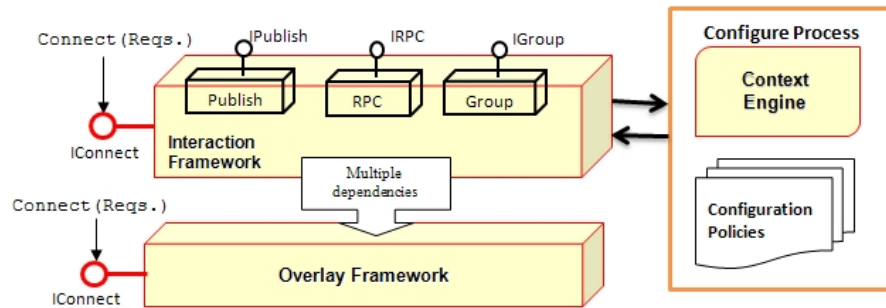 Connect(Reqs.)
IPublish
IRPC
IGroup
Publish
RPC
Group
IConnect
Interaction
Framework
Multiple
dependencies
Connect(Reqs.)
Overlay Framework
IConnect
Configure Process
Context
Engine
Configuration
Policies